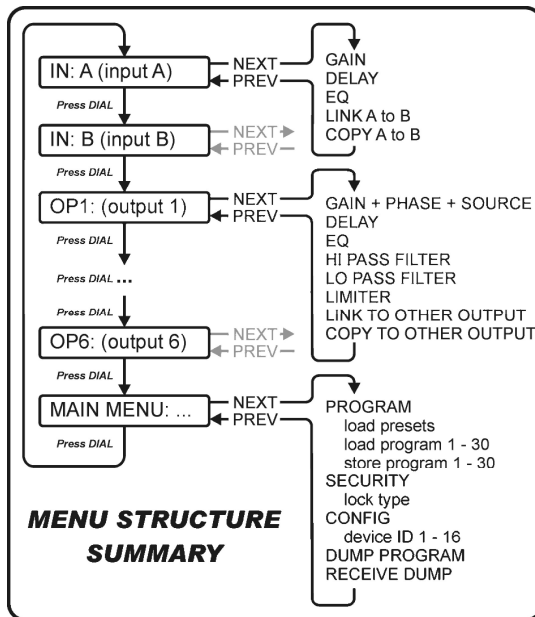 IN: A (input A)
NEXT
PREV
GAIN
DELAY
EQ
LINK A to B
COPY A to B
Press DIAL
IN: B (input B)
NEXT
PREV
Press DIAL
OP1: (output 1)
NEXT
PREV
GAIN + PHASE + SOURCE
DELAY
EQ
HI PASS FILTER
LO PASS FILTER
LIMITER
LINK TO OTHER OUTPUT
COPY TO OTHER OUTPUT
Press DIAL
Press DIAL ...
Press DIAL
OP6: (output 6)
NEXT
PREV
Press DIAL
MAIN MENU: ...
NEXT
PREV
Press DIAL
PROGRAM
load presets
load program 1 - 30
store program 1 - 30
SECURITY
lock type
CONFIG
device ID 1 - 16
DUMP PROGRAM
RECEIVE DUMP
MENU STRUCTURE
SUMMARY